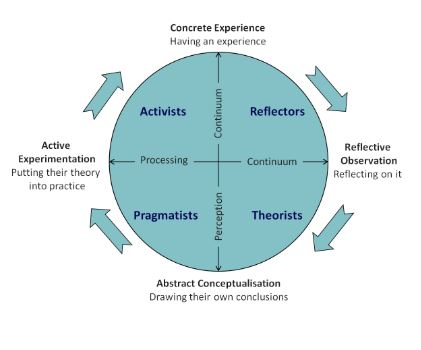 Concrete Experience
Having an experience
Activists
Continuum
Reflectors
Active
Experimentation
Putting their theory
into practice
Processing
Continuum
Reflective
Observation
Reflecting on it
Pragmatists
Perception
Theorists
Abstract Conceptualisation
Drawing their own conclusions